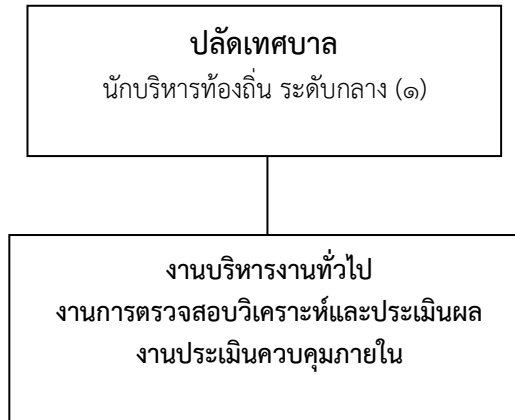 ปลัดเทศบาล
นักบริหารท้องถิ่น ระดับกลาง (๑)
งานบริหารงานทั่วไป
งานการตรวจสอบวิเคราะห์และประเมินผล
งานประเมินควบคุมภายใน